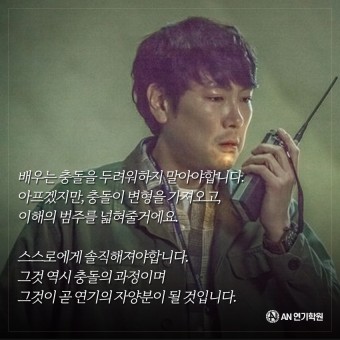 배우는 충돌을 두려워하지 말아야합니다.
아프겠지만, 충돌이 변형을 가져오고,
이해의 범주를 넓혀줄거에요.
스스로에게 솔직해져야합니다.
그것 역시 충돌의 과정이며
그것이 곧 연기의 자양분이 될 것입니다.
AN 연기학원